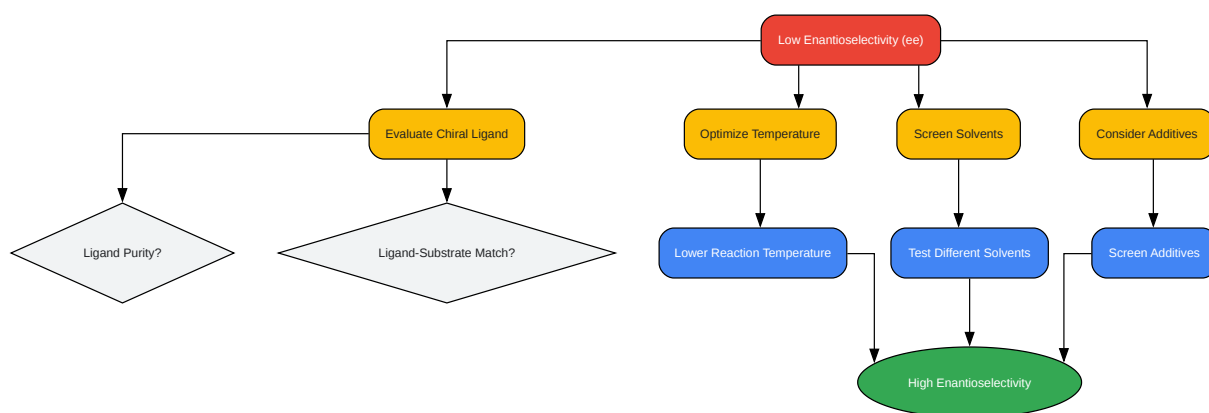 Low Enantioselectivity (ee)
Evaluate Chiral Ligand
Optimize Temperature
Screen Solvents
Consider Additives
Ligand Purity?
Ligand-Substrate Match?
Lower Reaction Temperature
Test Different Solvents
Screen Additives
High Enantioselectivity